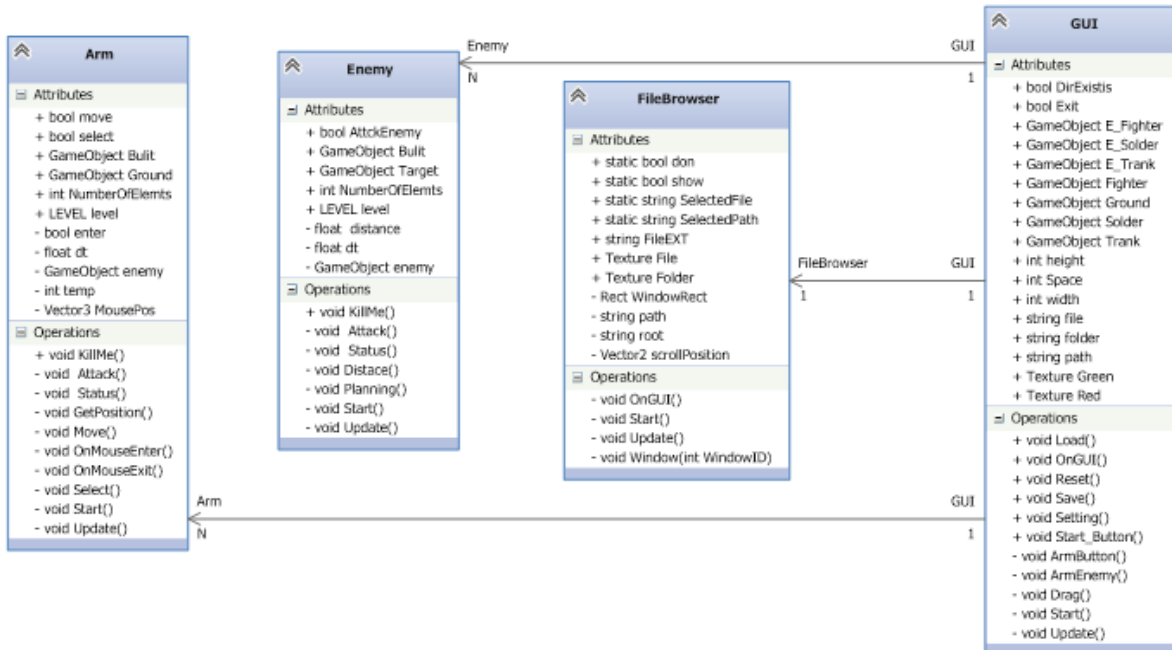 Arm
Attributes
+ bool move
+ bool select
+ GameObject Bulit
+ GameObject Ground
+ int NumberOfElemts
+ LEVEL level
- bool enter
- float dt
- GameObject enemy
- int temp
- Vector3 MousePos
Operations
+ void KillMe()
- void Attack()
- void Status()
- void GetPosition()
- void Move()
- void OnMouseEnter()
- void OnMouseExit()
- void Select()
- void Start()
- void Update()
Enemy
Attributes
+ bool AttckEnemy
+ GameObject Bulit
+ GameObject Target
+ int NumberOfElemts
+ LEVEL level
- float distance
- float dt
- GameObject enemy
Operations
+ void KillMe()
- void Attack()
- void Status()
- void Distace()
- void Planning()
- void Start()
- void Update()
FileBrowser
Attributes
+ static bool don
+ static bool show
+ static string SelectedFile
+ static string SelectedPath
+ string FileEXT
+ Texture File
+ Texture Folder
- Rect WindowRect
- string path
- string root
- Vector2 scrollPosition
Operations
- void OnGUI()
- void Start()
- void Update()
- void Window(int WindowID)
Enemy
GUI
N
1
FileBrowser
GUI
1
1
Arm
GUI
N
1
GUI
Attributes
+ bool DirExistis
+ bool Exit
+ GameObject E_Fighter
+ GameObject E_Solder
+ GameObject E_Trank
+ GameObject Fighter
+ GameObject Ground
+ GameObject Solder
+ GameObject Trank
+ int height
+ int Space
+ int width
+ string file
+ string folder
+ string path
+ Texture Green
+ Texture Red
Operations
+ void Load()
+ void OnGUI()
+ void Reset()
+ void Save()
+ void Setting()
+ void Start_Button()
- void ArmButton()
- void ArmEnemy()
- void Drag()
- void Start()
- void Update()